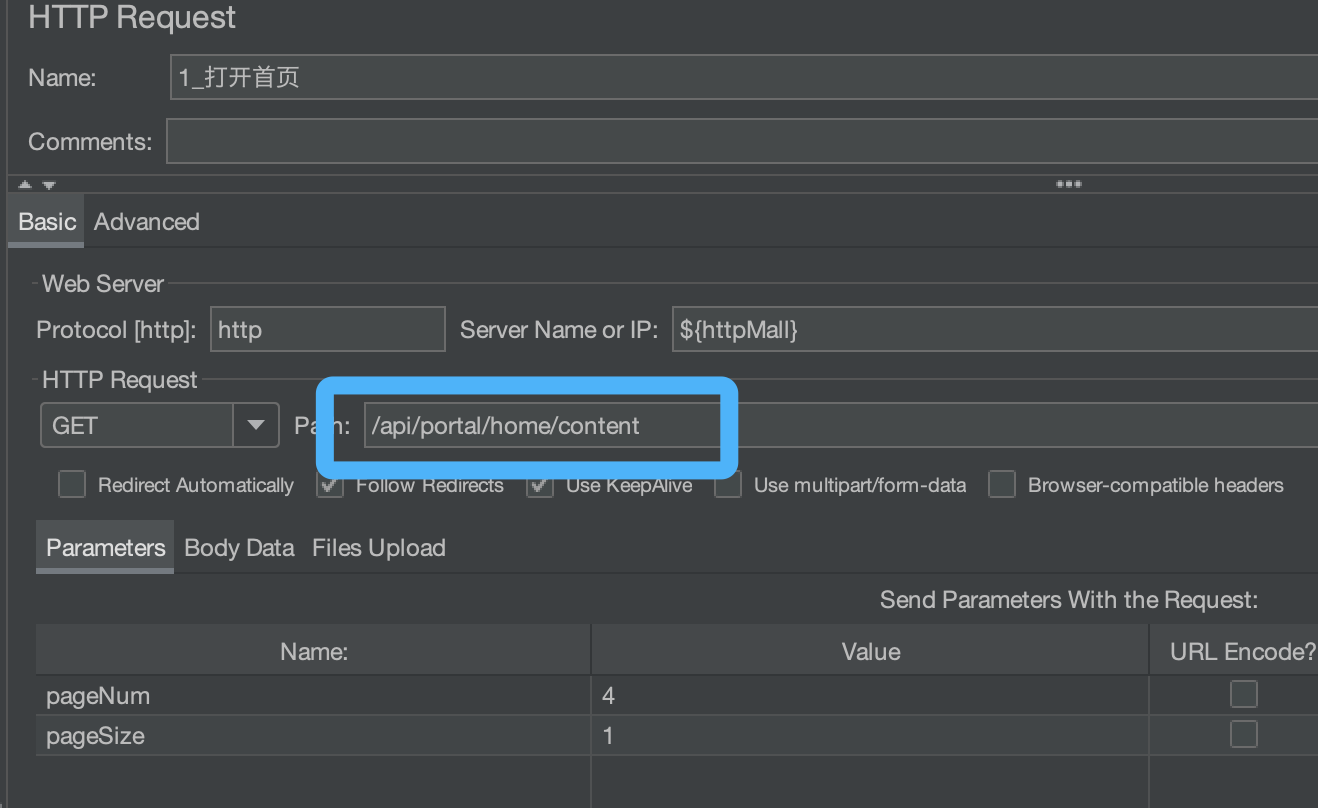 HTTP Request
Name: 1_打开首页
Comments:
Basic Advanced
Web Server
Protocol [http]: http Server Name or IP: ${httpMall}
HTTP Request
GET Path: /api/portal/home/content
Redirect Automatically Follow Redirects Use KeepAlive Use multipart/form-data Browser-compatible headers
Parameters Body Data Files Upload
Send Parameters With the Request:
Name: Value URL Encode?
pageNum 4
pageSize 1